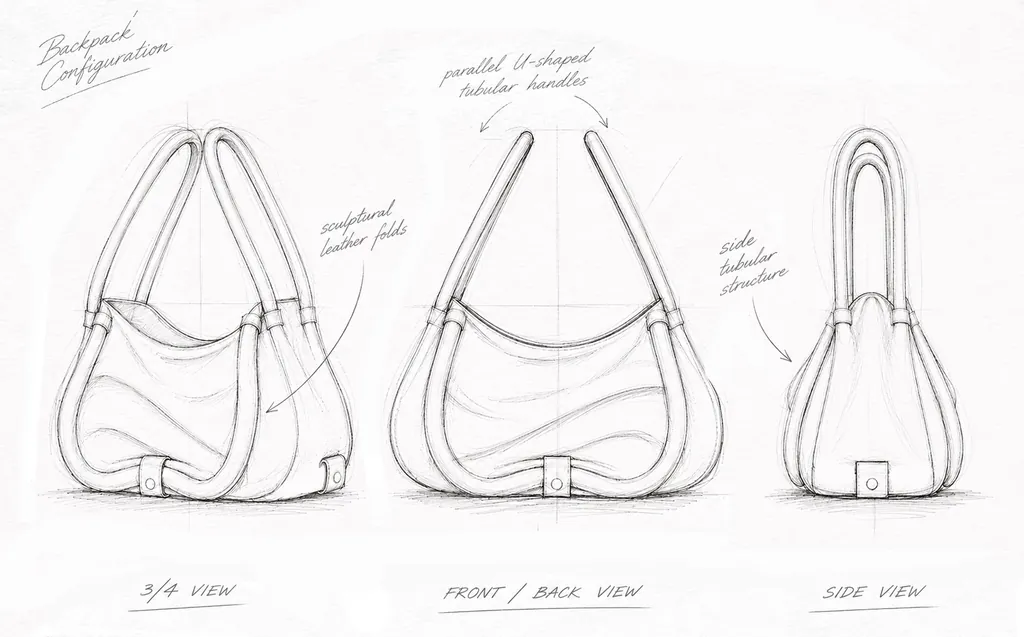 Backpack
Configuration
parallel U-shaped
tubular handles
sculptural
leather folds
side
tubular
structure
3/4 VIEW
FRONT / BACK VIEW
SIDE VIEW